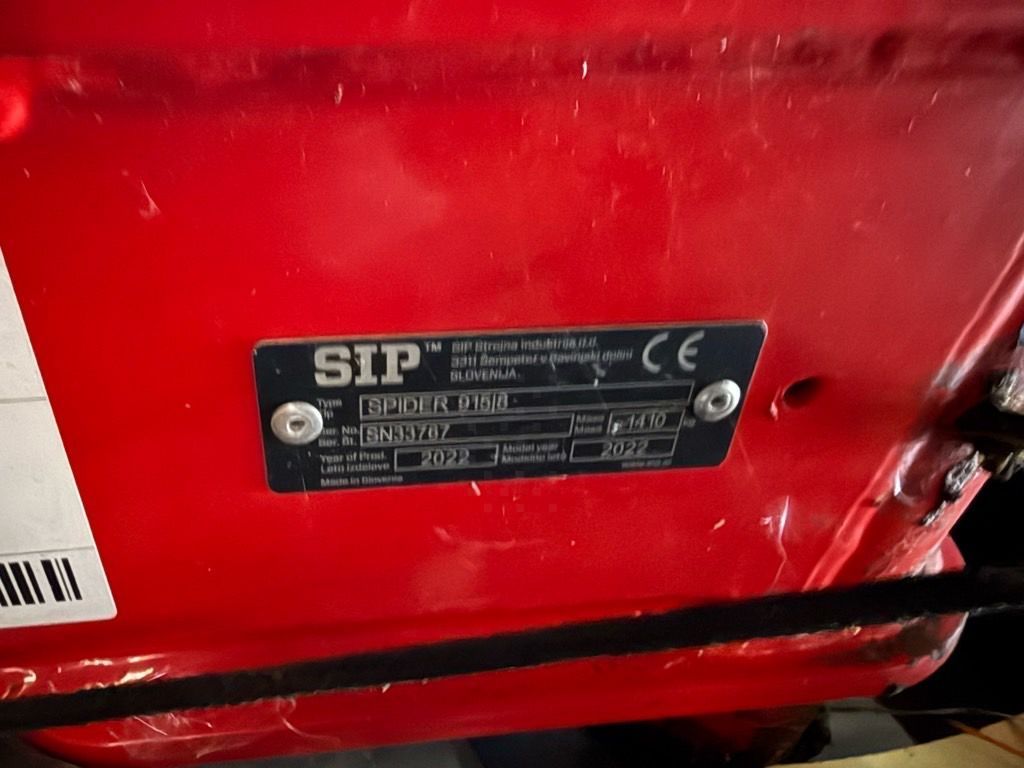 SIP™
SIP Strojna Industrija d.d.
3311 Šempeter v Savinjski dolini
SLOVENIJA
CE
Type
Tip
SPIDER 915|8
Ser. No.
Ser. Št.
SN33767
Mass
Masa
1410
kg
Year of Prod.
Leto izdelave
2022
Model year
Modelno leto
2022
Made in Slovenia